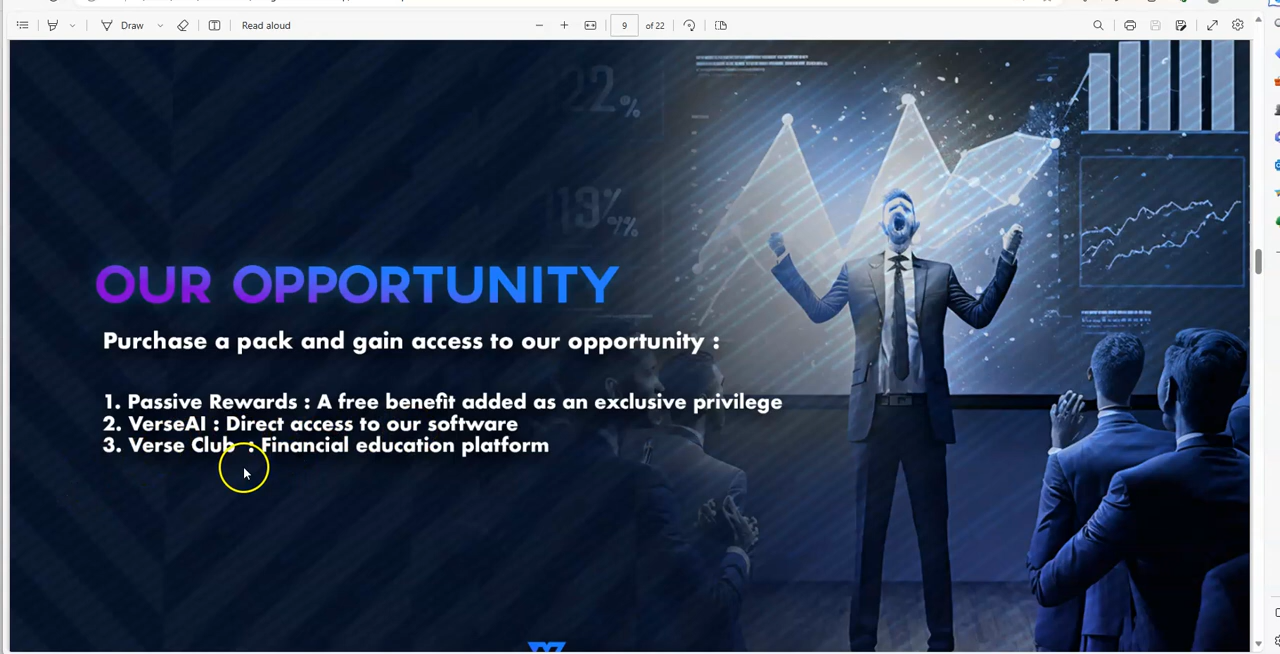 Draw
Read aloud
9
of 22
22%
OUR OPPORTUNITY
Purchase a pack and gain access to our opportunity :
1. Passive Rewards : A free benefit added as an exclusive privilege
2. VerseAI : Direct access to our software
3. Verse Club : Financial education platform